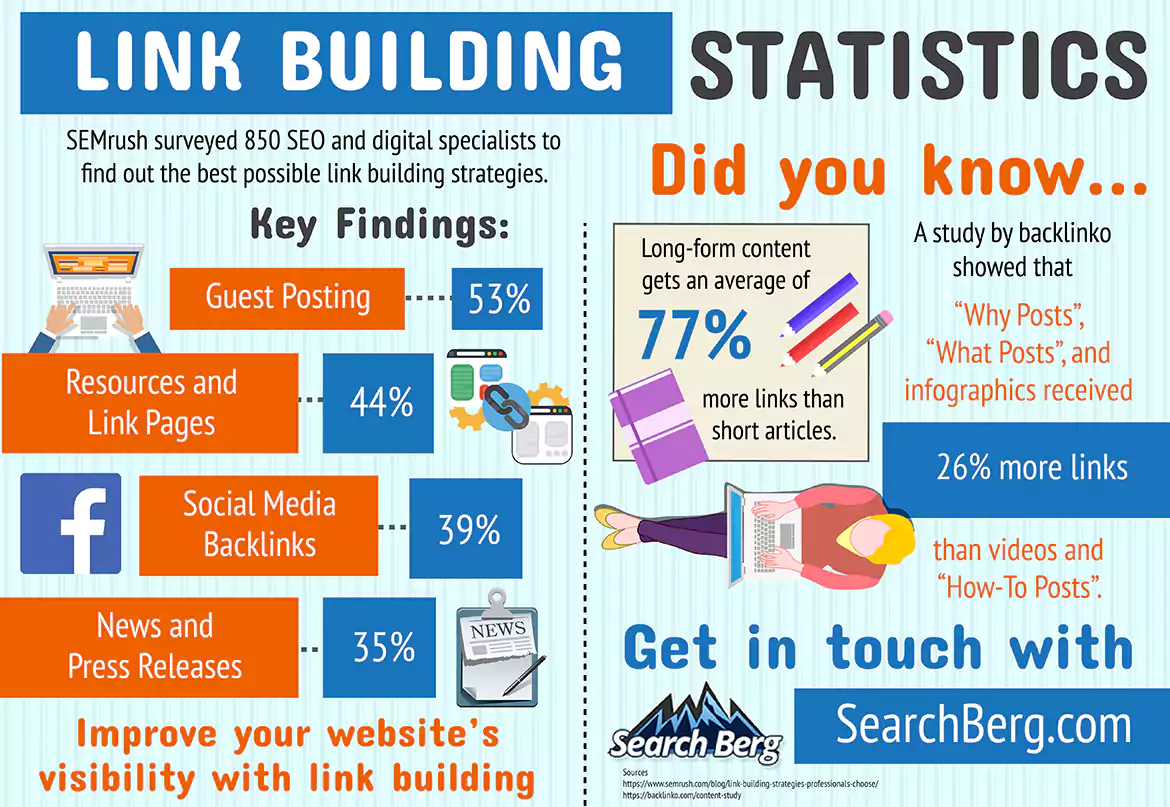 LINK BUILDING STATISTICS
SEMrush surveyed 850 SEO and digital specialists to
find out the best possible link building strategies.
Key Findings:
Guest Posting 53%
Resources and
Link Pages
44%
f
Social Media
Backlinks
39%
News and
Press Releases
35%
NEWS
Improve your website's
visibility with link building
Did you know...
Long-form content
gets an average of
77%
more links than
short articles.
A study by backlinko
showed that
“Why Posts”,
“What Posts”, and
infographics received
26% more links
than videos and
“How-To Posts”.
Get in touch with
Search Berg
SearchBerg.com
Sources
https://www.semrush.com/blog/link-building-strategies-professionals-choose/
https://backlinko.com/content-study